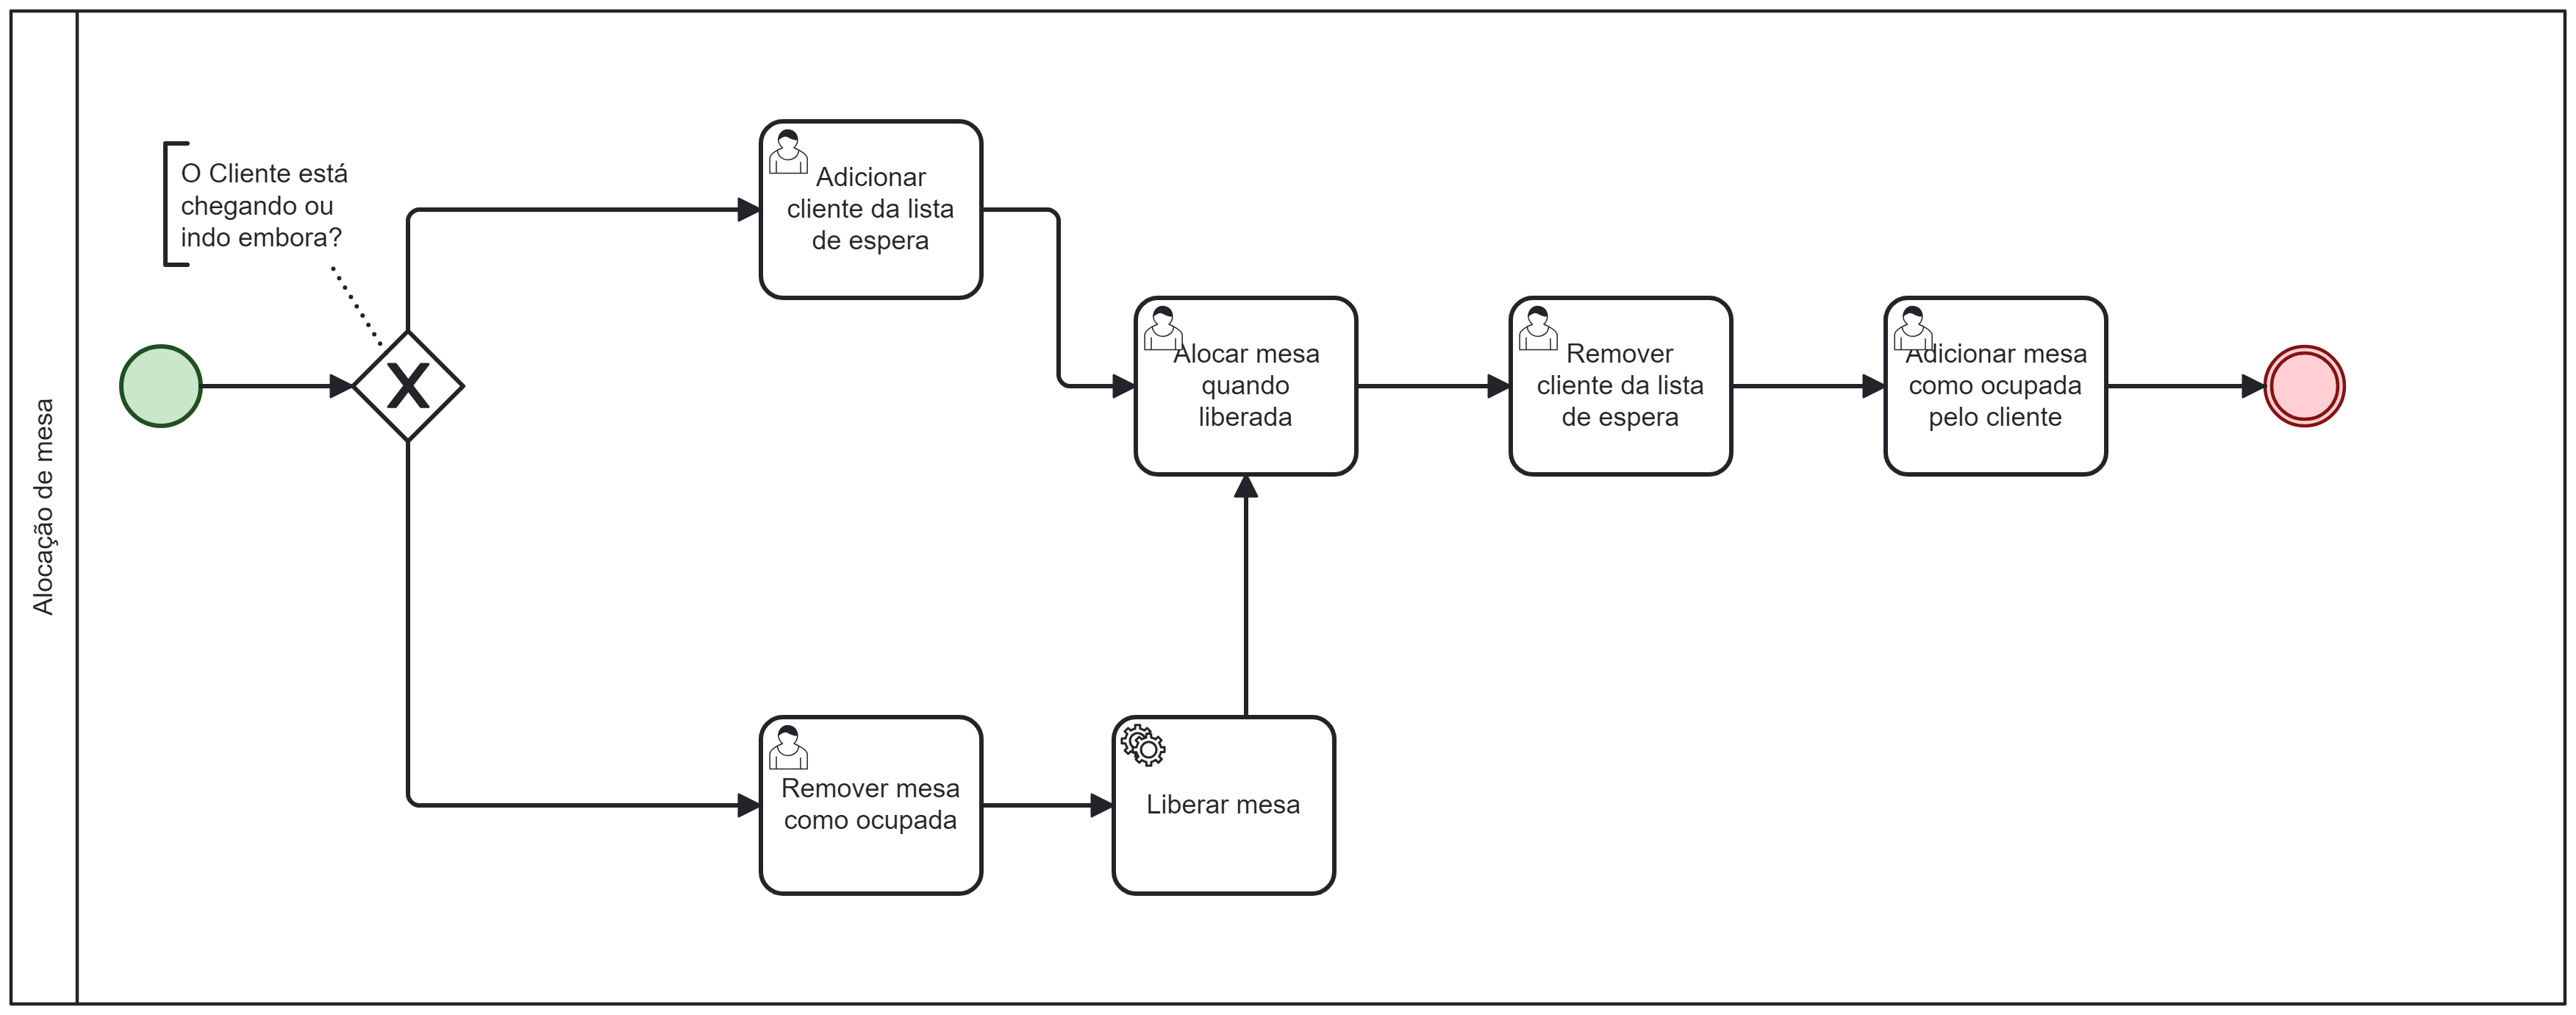 Alocação de mesa
O Cliente está
chegando ou
indo embora?
Adicionar
cliente da lista
de espera
Alocar mesa
quando
liberada
Remover
cliente da lista
de espera
Adicionar mesa
como ocupada
pelo cliente
Remover mesa
como ocupada
Liberar mesa